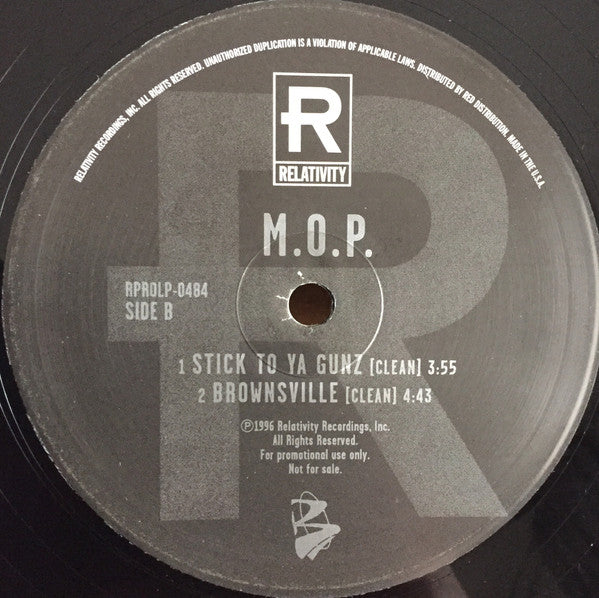 RELATIVITY RECORDINGS, INC. ALL RIGHTS RESERVED. UNAUTHORIZED DUPLICATION IS A VIOLATION OF APPLICABLE LAWS. DISTRIBUTED BY RED DISTRIBUTION. MADE IN THE U.S.A.
R
RELATIVITY
M.O.P.
RPROLP-0484
SIDE B
1 STICK TO YA GUNZ [CLEAN] 3:55
2 BROWNSVILLE [CLEAN] 4:43
Ⓟ1996 Relativity Recordings, Inc.
All Rights Reserved.
For promotional use only.
Not for sale.
R